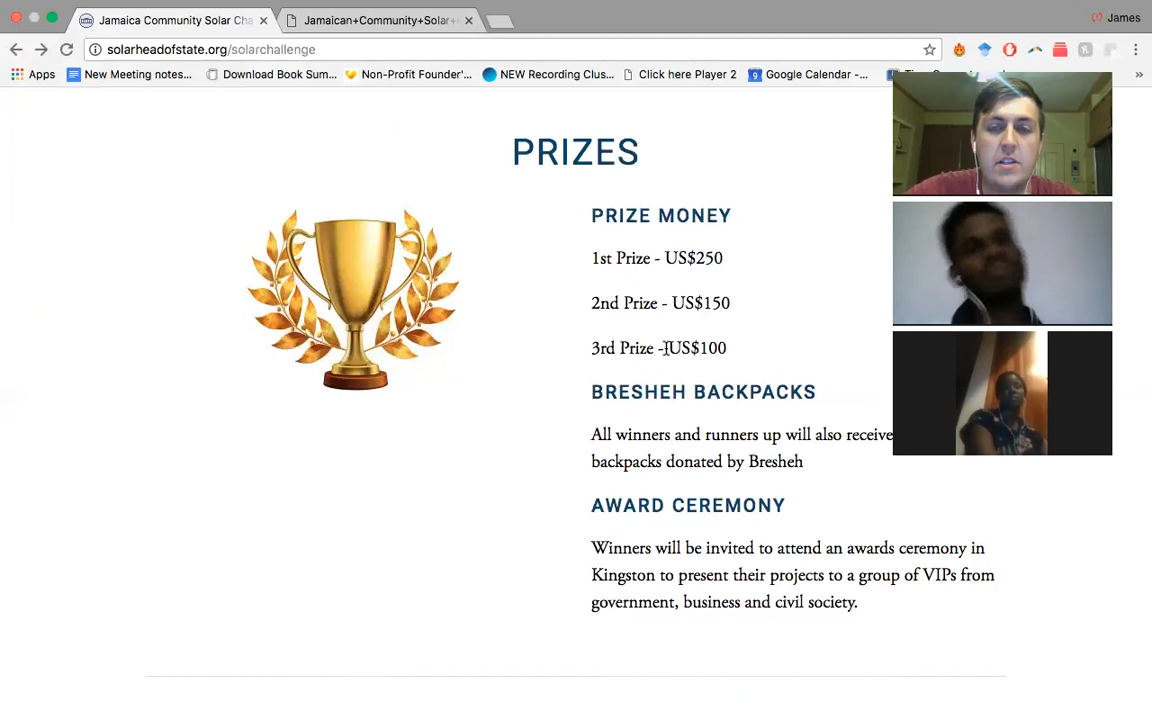 Jamaica Community Solar Cha
Jamaican+Community+Solar+
James
solarheadofstate.org/solarchallenge
Apps
New Meeting notes...
Download Book Sum...
Non-Profit Founder'...
NEW Recording Clus...
Click here Player 2
Google Calendar -...
»
PRIZES
PRIZE MONEY
1st Prize - US$250
2nd Prize - US$150
3rd Prize - US$100
BRESHEH BACKPACKS
All winners and runners up will also receive
backpacks donated by Bresheh
AWARD CEREMONY
Winners will be invited to attend an awards ceremony in
Kingston to present their projects to a group of VIPs from
government, business and civil society.